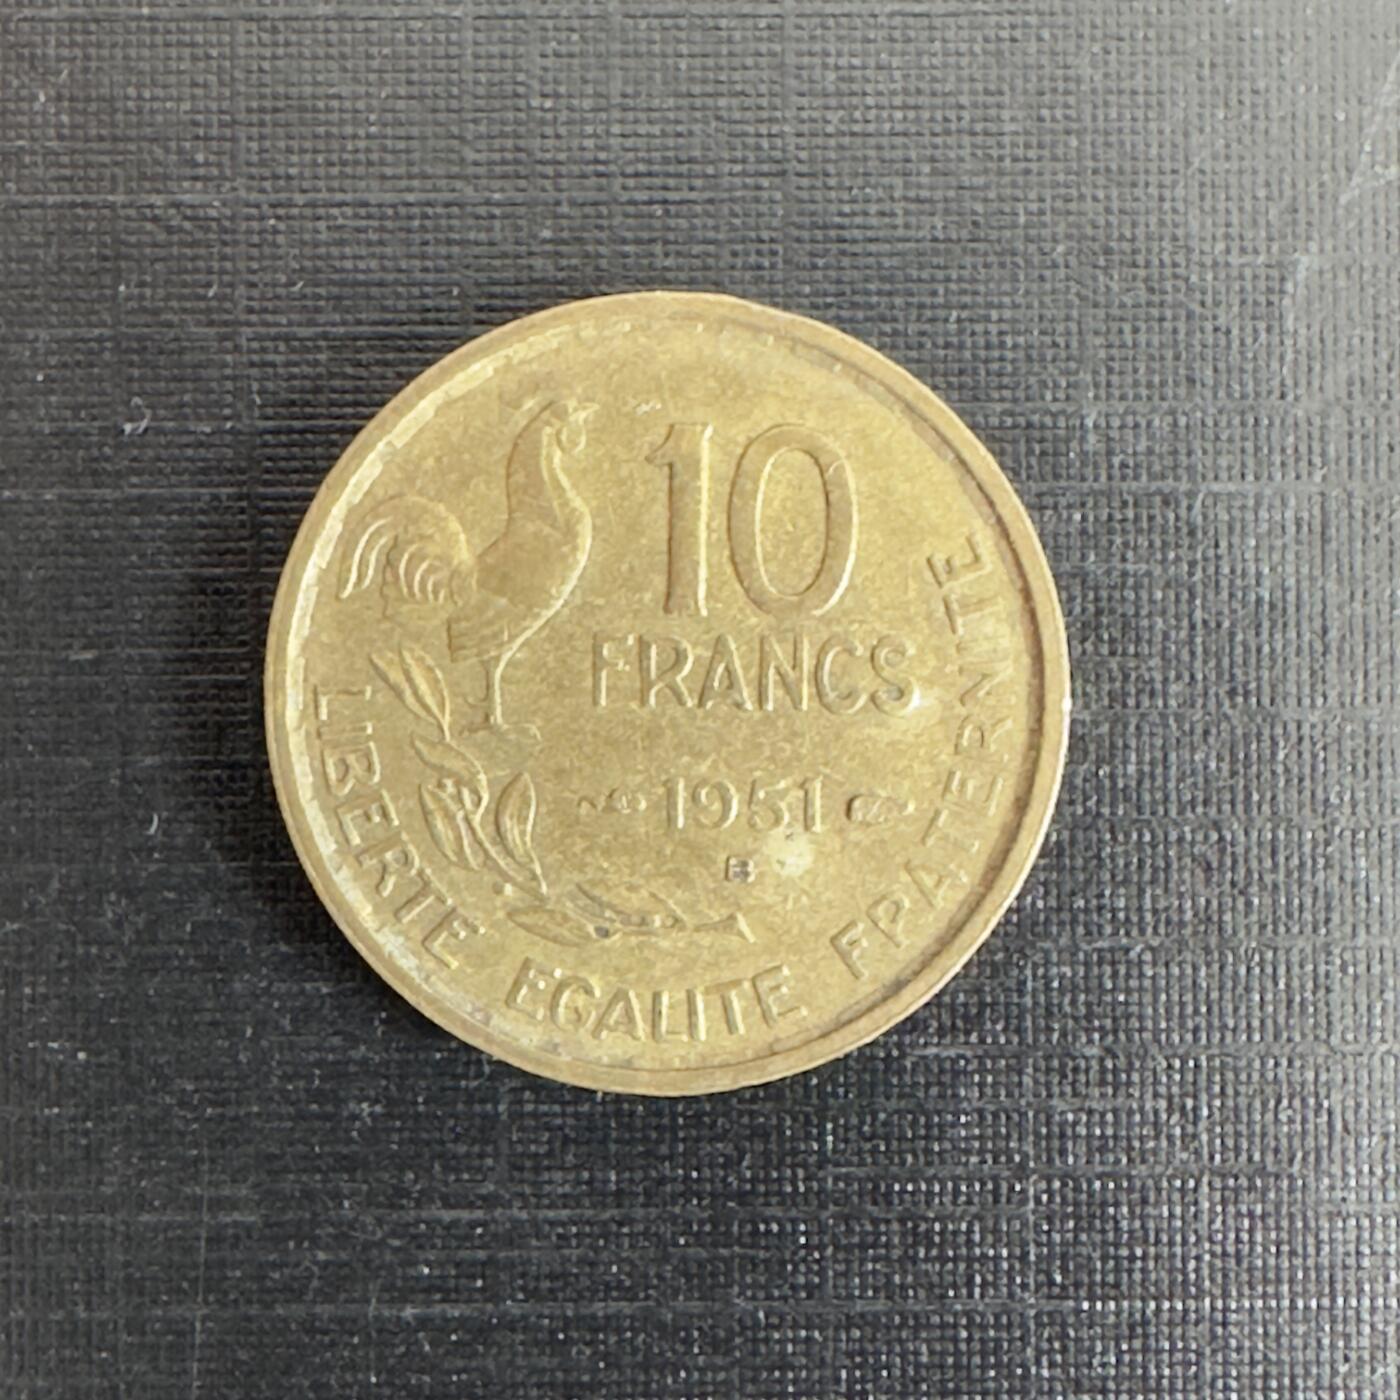 10
FRANCS
1951
B
LIBERTE EGALITE FRATERNITE